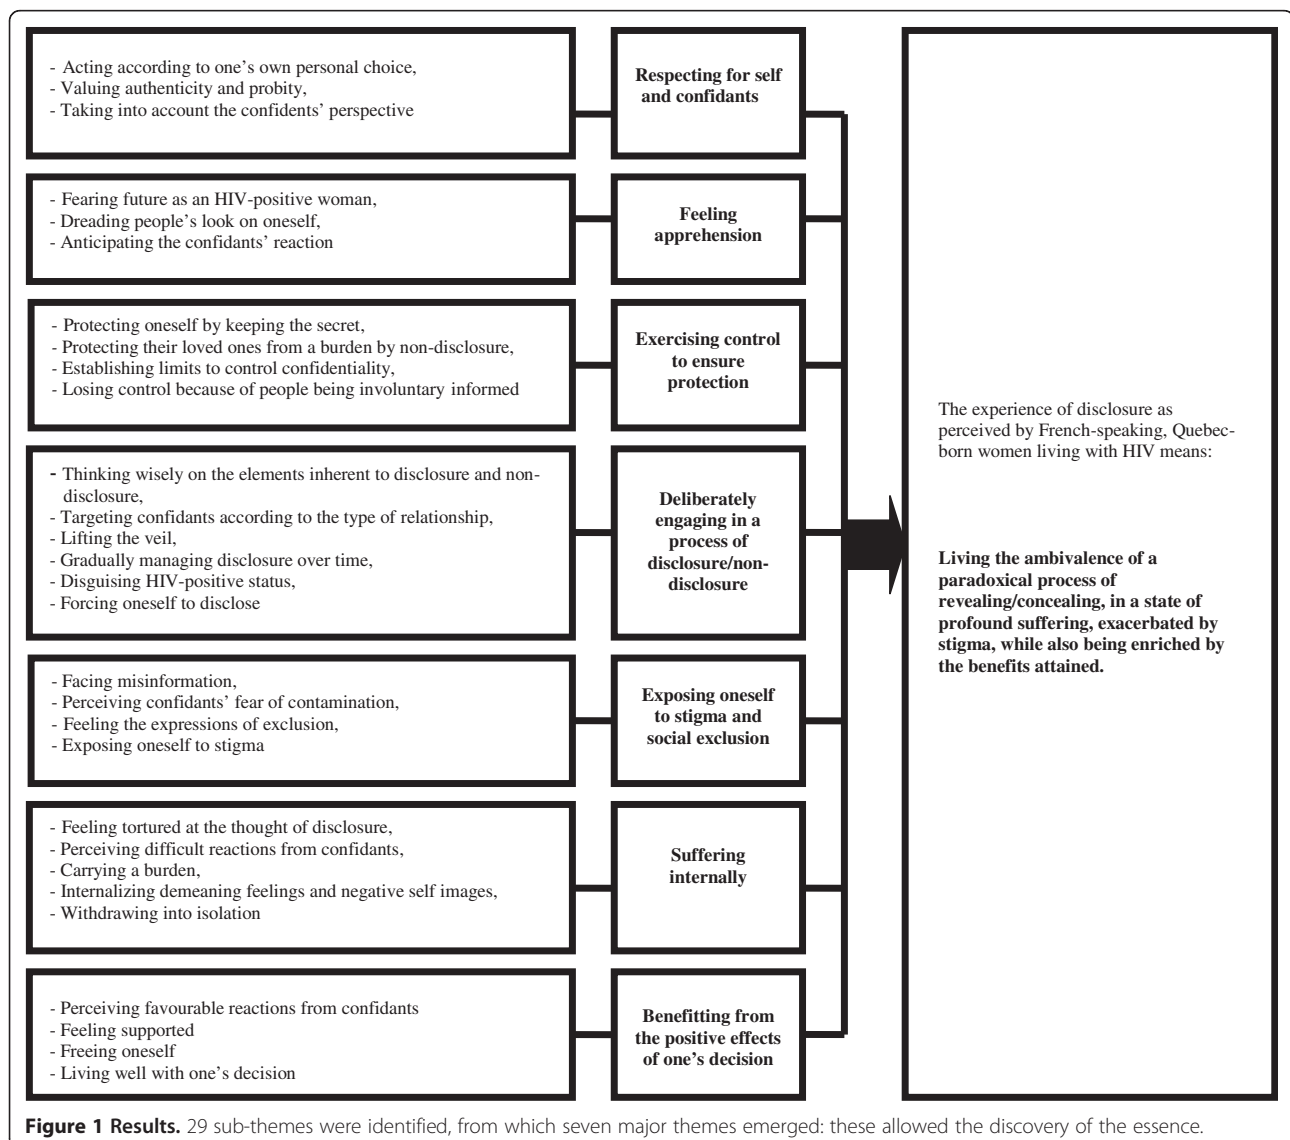 - Acting according to one's own personal choice,
- Valuing authenticity and probity,
- Taking into account the confidents' perspective
Respecting for self
and confidants
- Fearing future as an HIV-positive woman,
- Dreading people's look on oneself,
- Anticipating the confidants' reaction
Feeling
apprehension
- Protecting oneself by keeping the secret,
- Protecting their loved ones from a burden by non-disclosure,
- Establishing limits to control confidentiality,
- Losing control because of people being involuntary informed
Exercising control
to ensure
protection
- Thinking wisely on the elements inherent to disclosure and non-
disclosure,
- Targeting confidants according to the type of relationship,
- Lifting the veil,
- Gradually managing disclosure over time,
- Disguising HIV-positive status,
- Forcing oneself to disclose
Deliberately
engaging in a
process of
disclosure/non-
disclosure
- Facing misinformation,
- Perceiving confidants' fear of contamination,
- Feeling the expressions of exclusion,
- Exposing oneself to stigma
Exposing oneself
to stigma and
social exclusion
- Feeling tortured at the thought of disclosure,
- Perceiving difficult reactions from confidants,
- Carrying a burden,
- Internalizing demeaning feelings and negative self images,
- Withdrawing into isolation
Suffering
internally
- Perceiving favourable reactions from confidants
- Feeling supported
- Freeing oneself
- Living well with one's decision
Benefitting from
the positive effects
of one's decision
The experience of disclosure as
perceived by French-speaking, Quebec-
born women living with HIV means:
Living the ambivalence of a
paradoxical process of
revealing/concealing, in a state of
profound suffering, exacerbated by
stigma, while also being enriched by
the benefits attained.
Figure 1 Results. 29 sub-themes were identified, from which seven major themes emerged: these allowed the discovery of the essence.